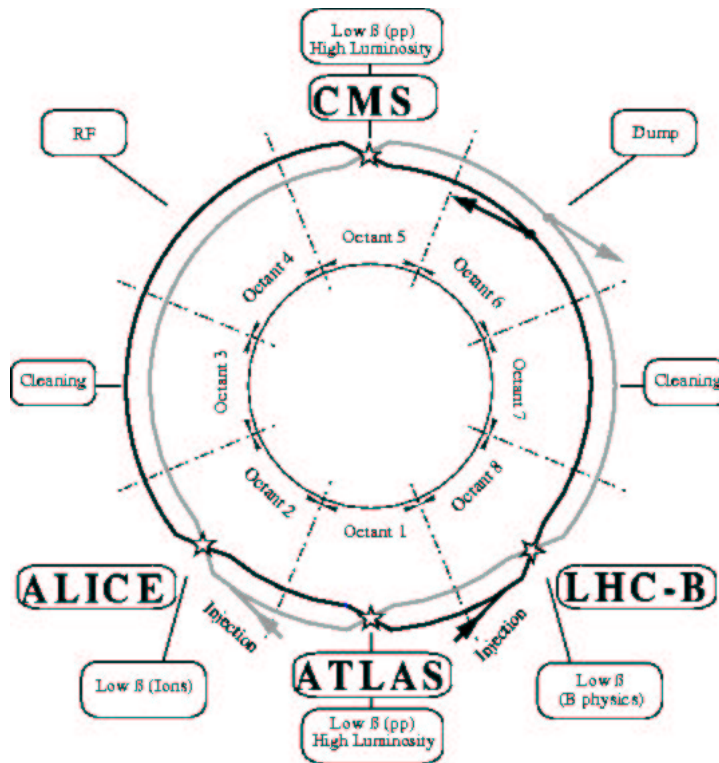 Low ß (pp)
High Luminosity
CMS
RF
Dump
Octant 5
Octant 4
Octant 6
Cleaning
Octant 3
Octant 7
Cleaning
Octant 2
Octant 8
Octant 1
ALICE
LHC-B
Injection
Injection
ATLAS
Low ß (Ions)
Low ß
(B physics)
Low ß (pp)
High Luminosity